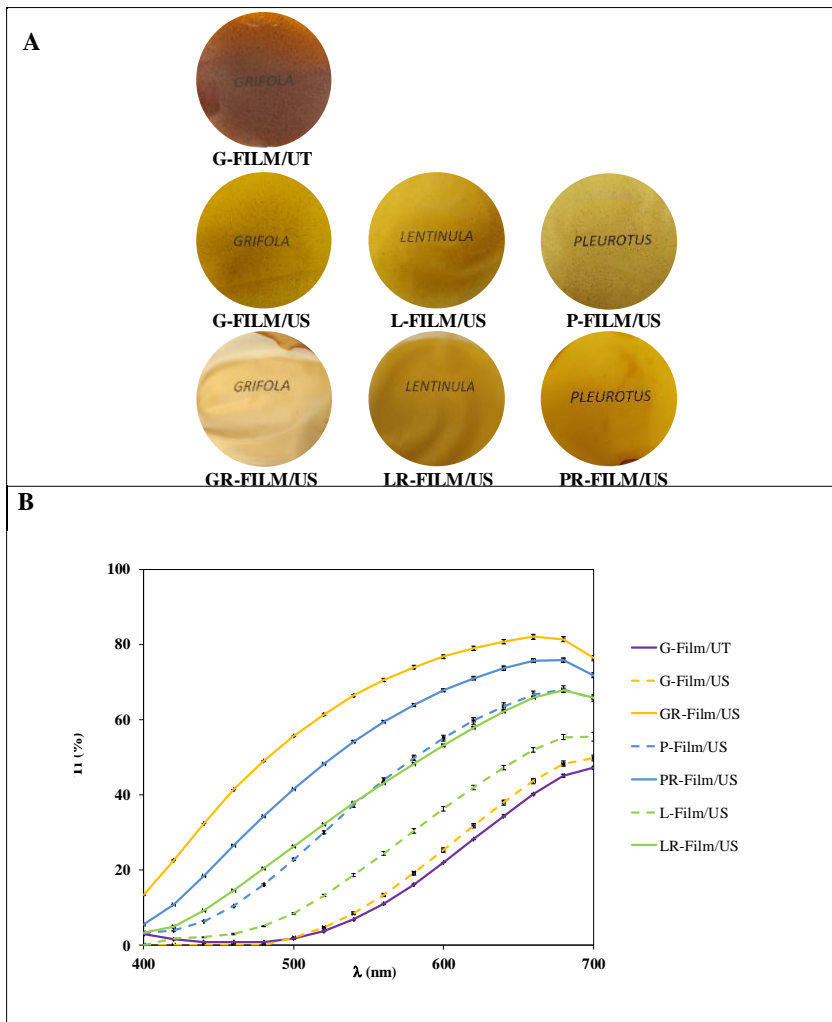 A
GRIFOLA
G-FILM/UT
GRIFOLA LENTINULA PLEUROTUS
G-FILM/US L-FILM/US P-FILM/US
GRIFOLA LENTINULA PLEUROTUS
GR-FILM/US LR-FILM/US PR-FILM/US
B
100
80
60
40
20
0
(%)
400 500 600 700
λ (nm)
G-Film/UT
G-Film/US
GR-Film/US
P-Film/US
PR-Film/US
L-Film/US
LR-Film/US